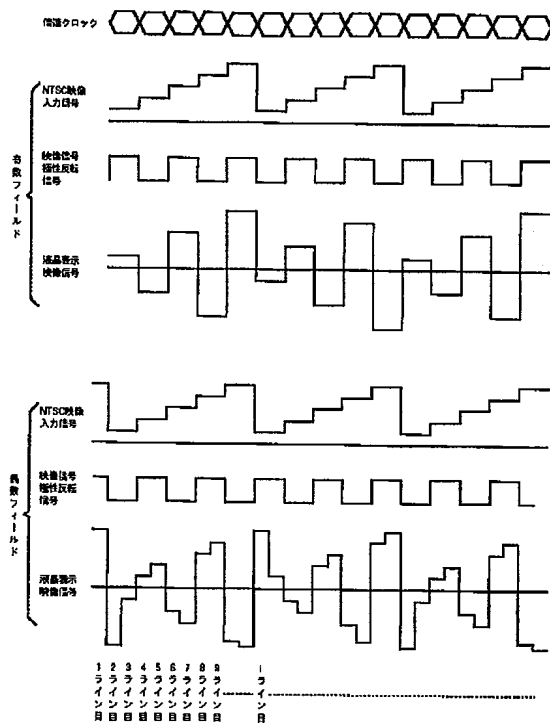 伝達クロック
奇数フィールド
NTSC映像
入力信号
映像信号
極性反転
信号
液晶表示
映像信号
偶数フィールド
NTSC映像
入力信号
映像信号
極性反転
信号
液晶表示
映像信号
1ライン目
2ライン目
3ライン目
4ライン目
5ライン目
6ライン目
7ライン目
8ライン目
9ライン目
iライン目